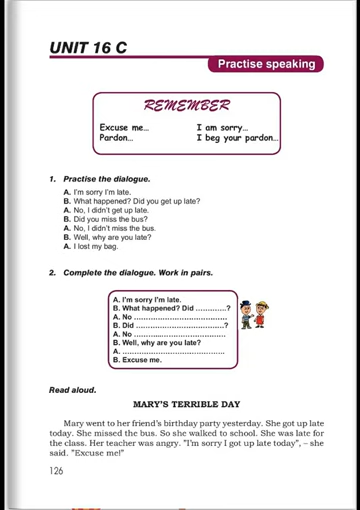 UNIT 16 C
Practise speaking
REMEMBER
Excuse me... I am sorry...
Pardon... I beg your pardon...
1. Practise the dialogue.
A. I'm sorry I'm late.
B. What happened? Did you get up late?
A. No, I didn't get up late.
B. Did you miss the bus?
A. No, I didn't miss the bus.
B. Well, why are you late?
A. I lost my bag.
2. Complete the dialogue. Work in pairs.
A. I'm sorry I'm late.
B. What happened? Did ............?
A. No .......................................
B. Did .....................................?
A. No .......................................
B. Well, why are you late?
A. ...........................................
B. Excuse me.
Read aloud.
MARY'S TERRIBLE DAY
Mary went to her friend's birthday party yesterday. She got up late
today. She missed the bus. So she walked to school. She was late for
the class. Her teacher was angry. "I'm sorry I got up late today", – she
said. "Excuse me!"
126